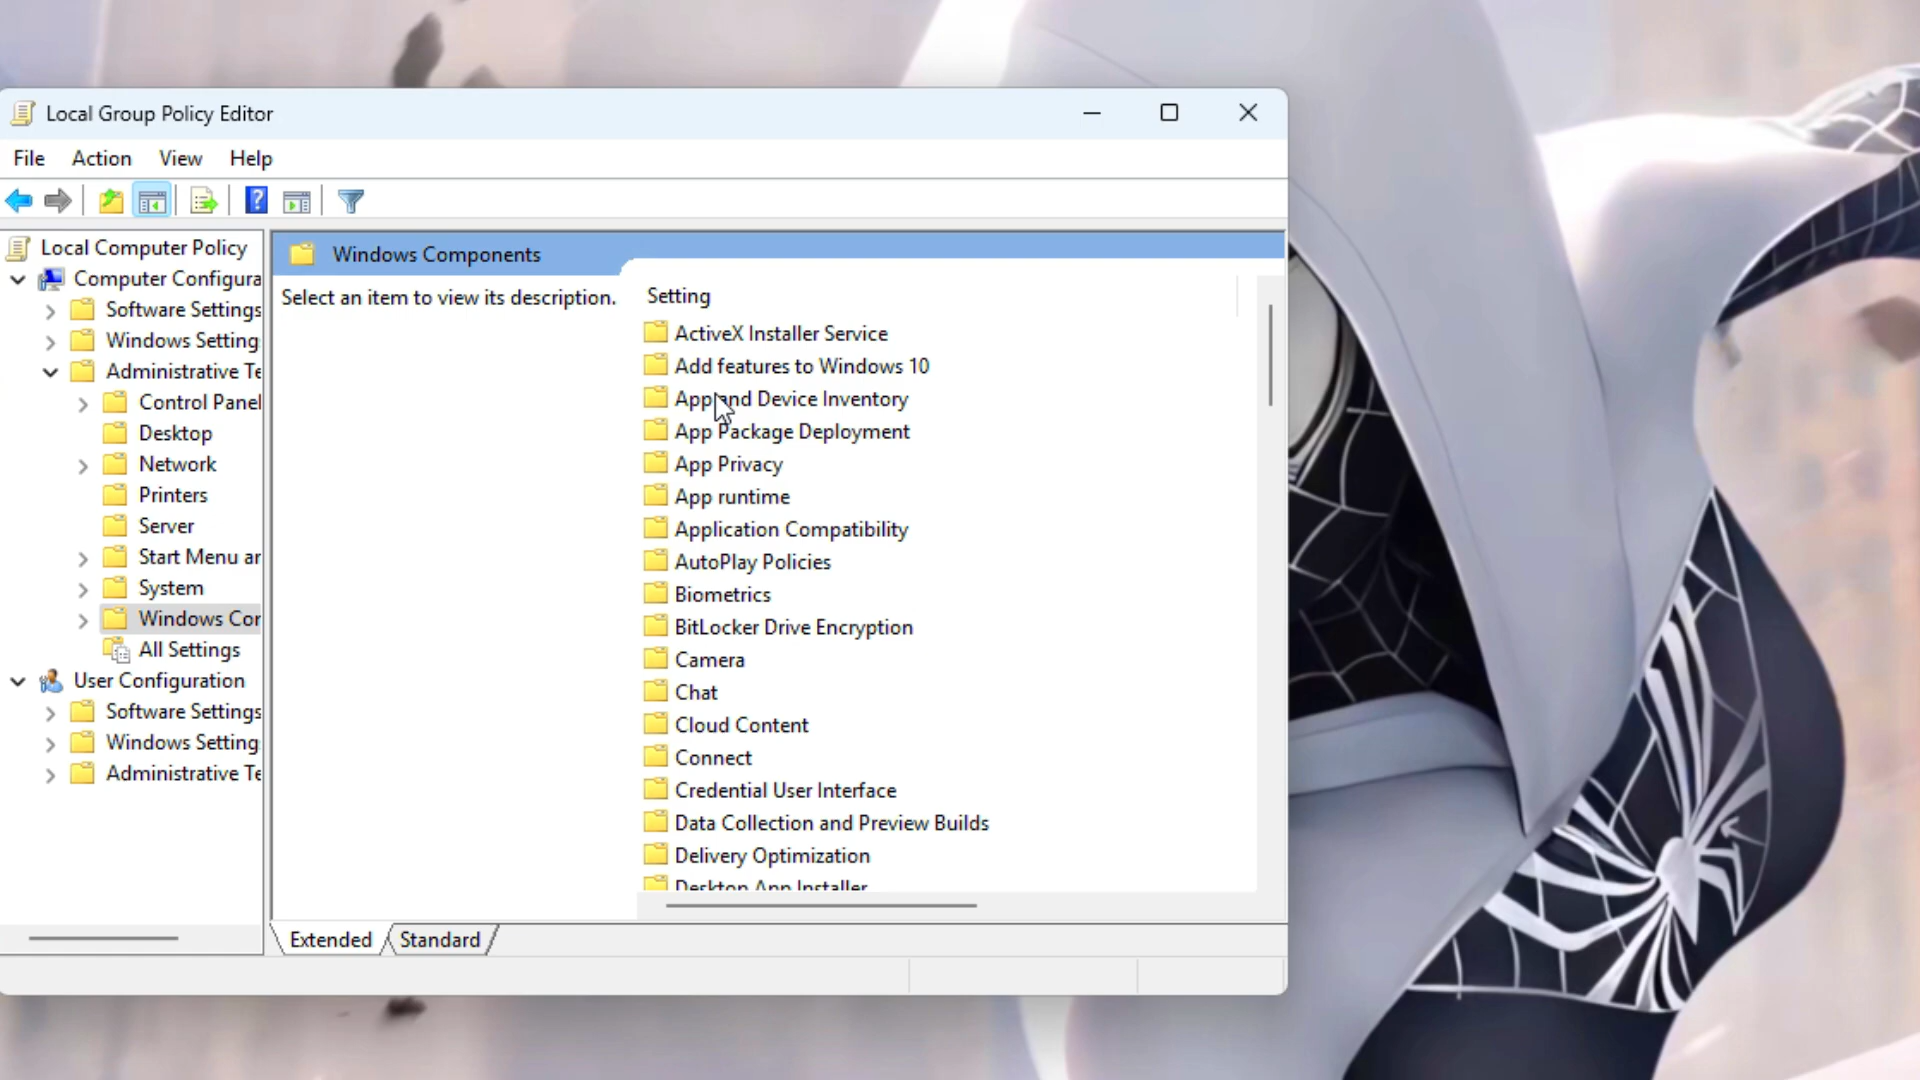 Local Group Policy Editor
File Action View Help
Local Computer Policy
Computer Configura
Software Settings
Windows Setting
Administrative Te
Control Panel
Desktop
Network
Printers
Server
Start Menu ar
System
Windows Cor
All Settings
User Configuration
Software Settings
Windows Setting
Administrative Te
Windows Components
Select an item to view its description.
Setting
ActiveX Installer Service
Add features to Windows 10
App and Device Inventory
App Package Deployment
App Privacy
App runtime
Application Compatibility
AutoPlay Policies
Biometrics
BitLocker Drive Encryption
Camera
Chat
Cloud Content
Connect
Credential User Interface
Data Collection and Preview Builds
Delivery Optimization
Desktop App Installer
Extended Standard